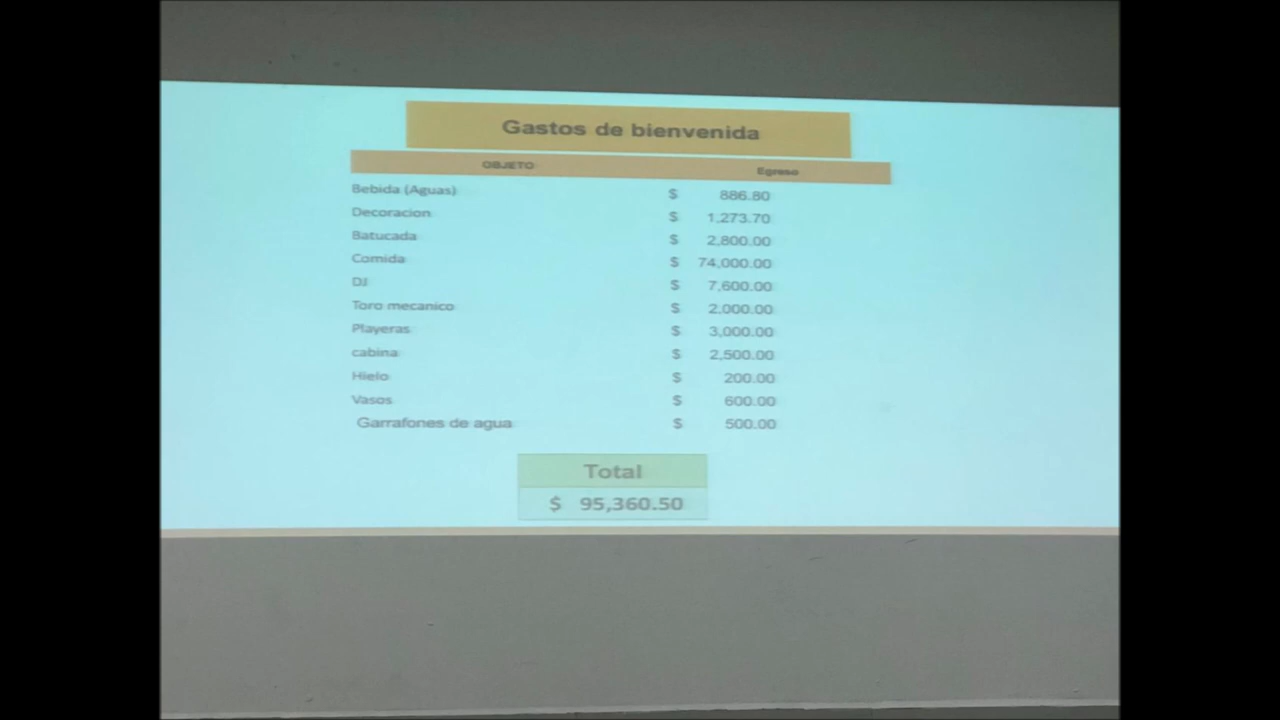 Gastos de bienvenida
OBJETO Egreso
Bebida (Aguas) $ 886.80
Decoracion $ 1,273.70
Batucada $ 2,800.00
Comida $ 74,000.00
DJ $ 7,600.00
Toro mecanico $ 2,000.00
Playeras $ 3,000.00
cabina $ 2,500.00
Hielo $ 200.00
Vasos $ 600.00
Garrafones de agua $ 500.00
Total
$ 95,360.50